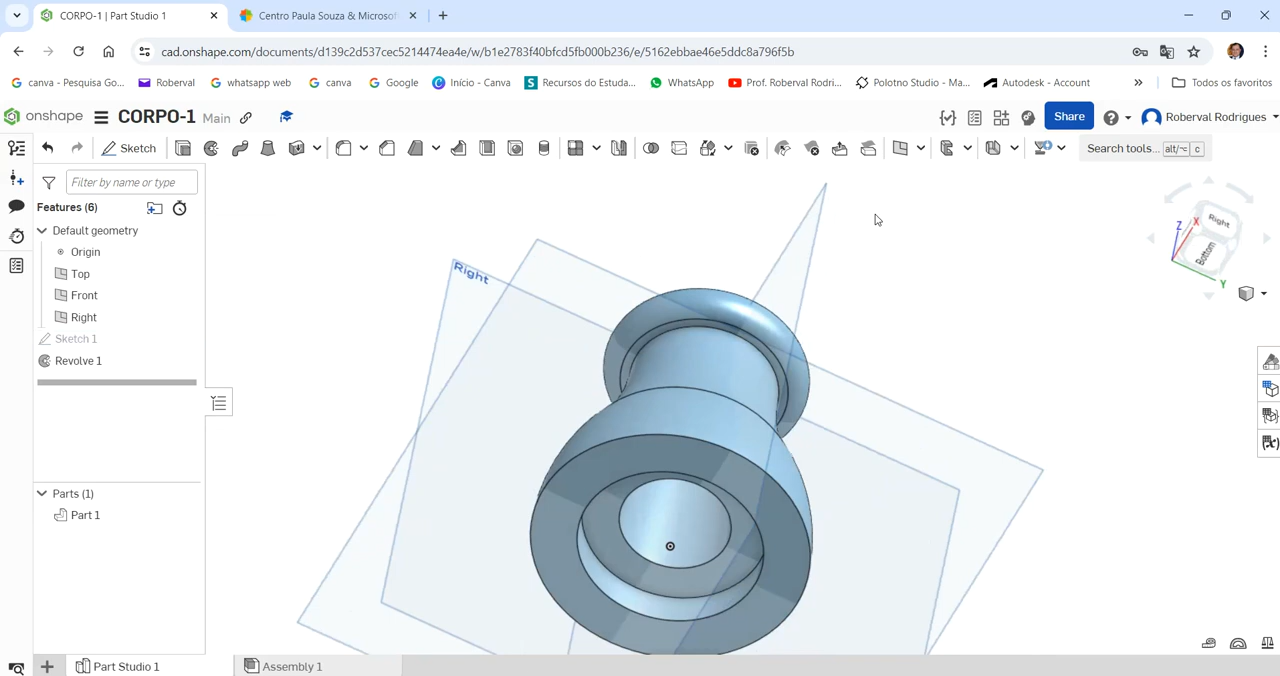 CORPO-1 | Part Studio 1
Centro Paula Souza & Microsof
cad.onshape.com/documents/d139c2d537cec5214474ea4e/w/b1e2783f40bfcd5fb000b236/e/5162ebbae46e5ddc8a796f5b
canva - Pesquisa Go... Roberval whatsapp web canva Google Início - Canva Recursos do Estuda... WhatsApp Prof. Roberval Rodri... Polotno Studio - Ma... Autodesk - Account Todos os favoritos
onshape CORPO-1 Main Share Roberval Rodrigues
Sketch Search tools... alt/⌥ c
Filter by name or type
Features (6)
Default geometry
Origin
Top
Front
Right
Sketch 1
Revolve 1
Parts (1)
Part 1
Right
Right
Bottom
Z
X
Y
Part Studio 1
Assembly 1